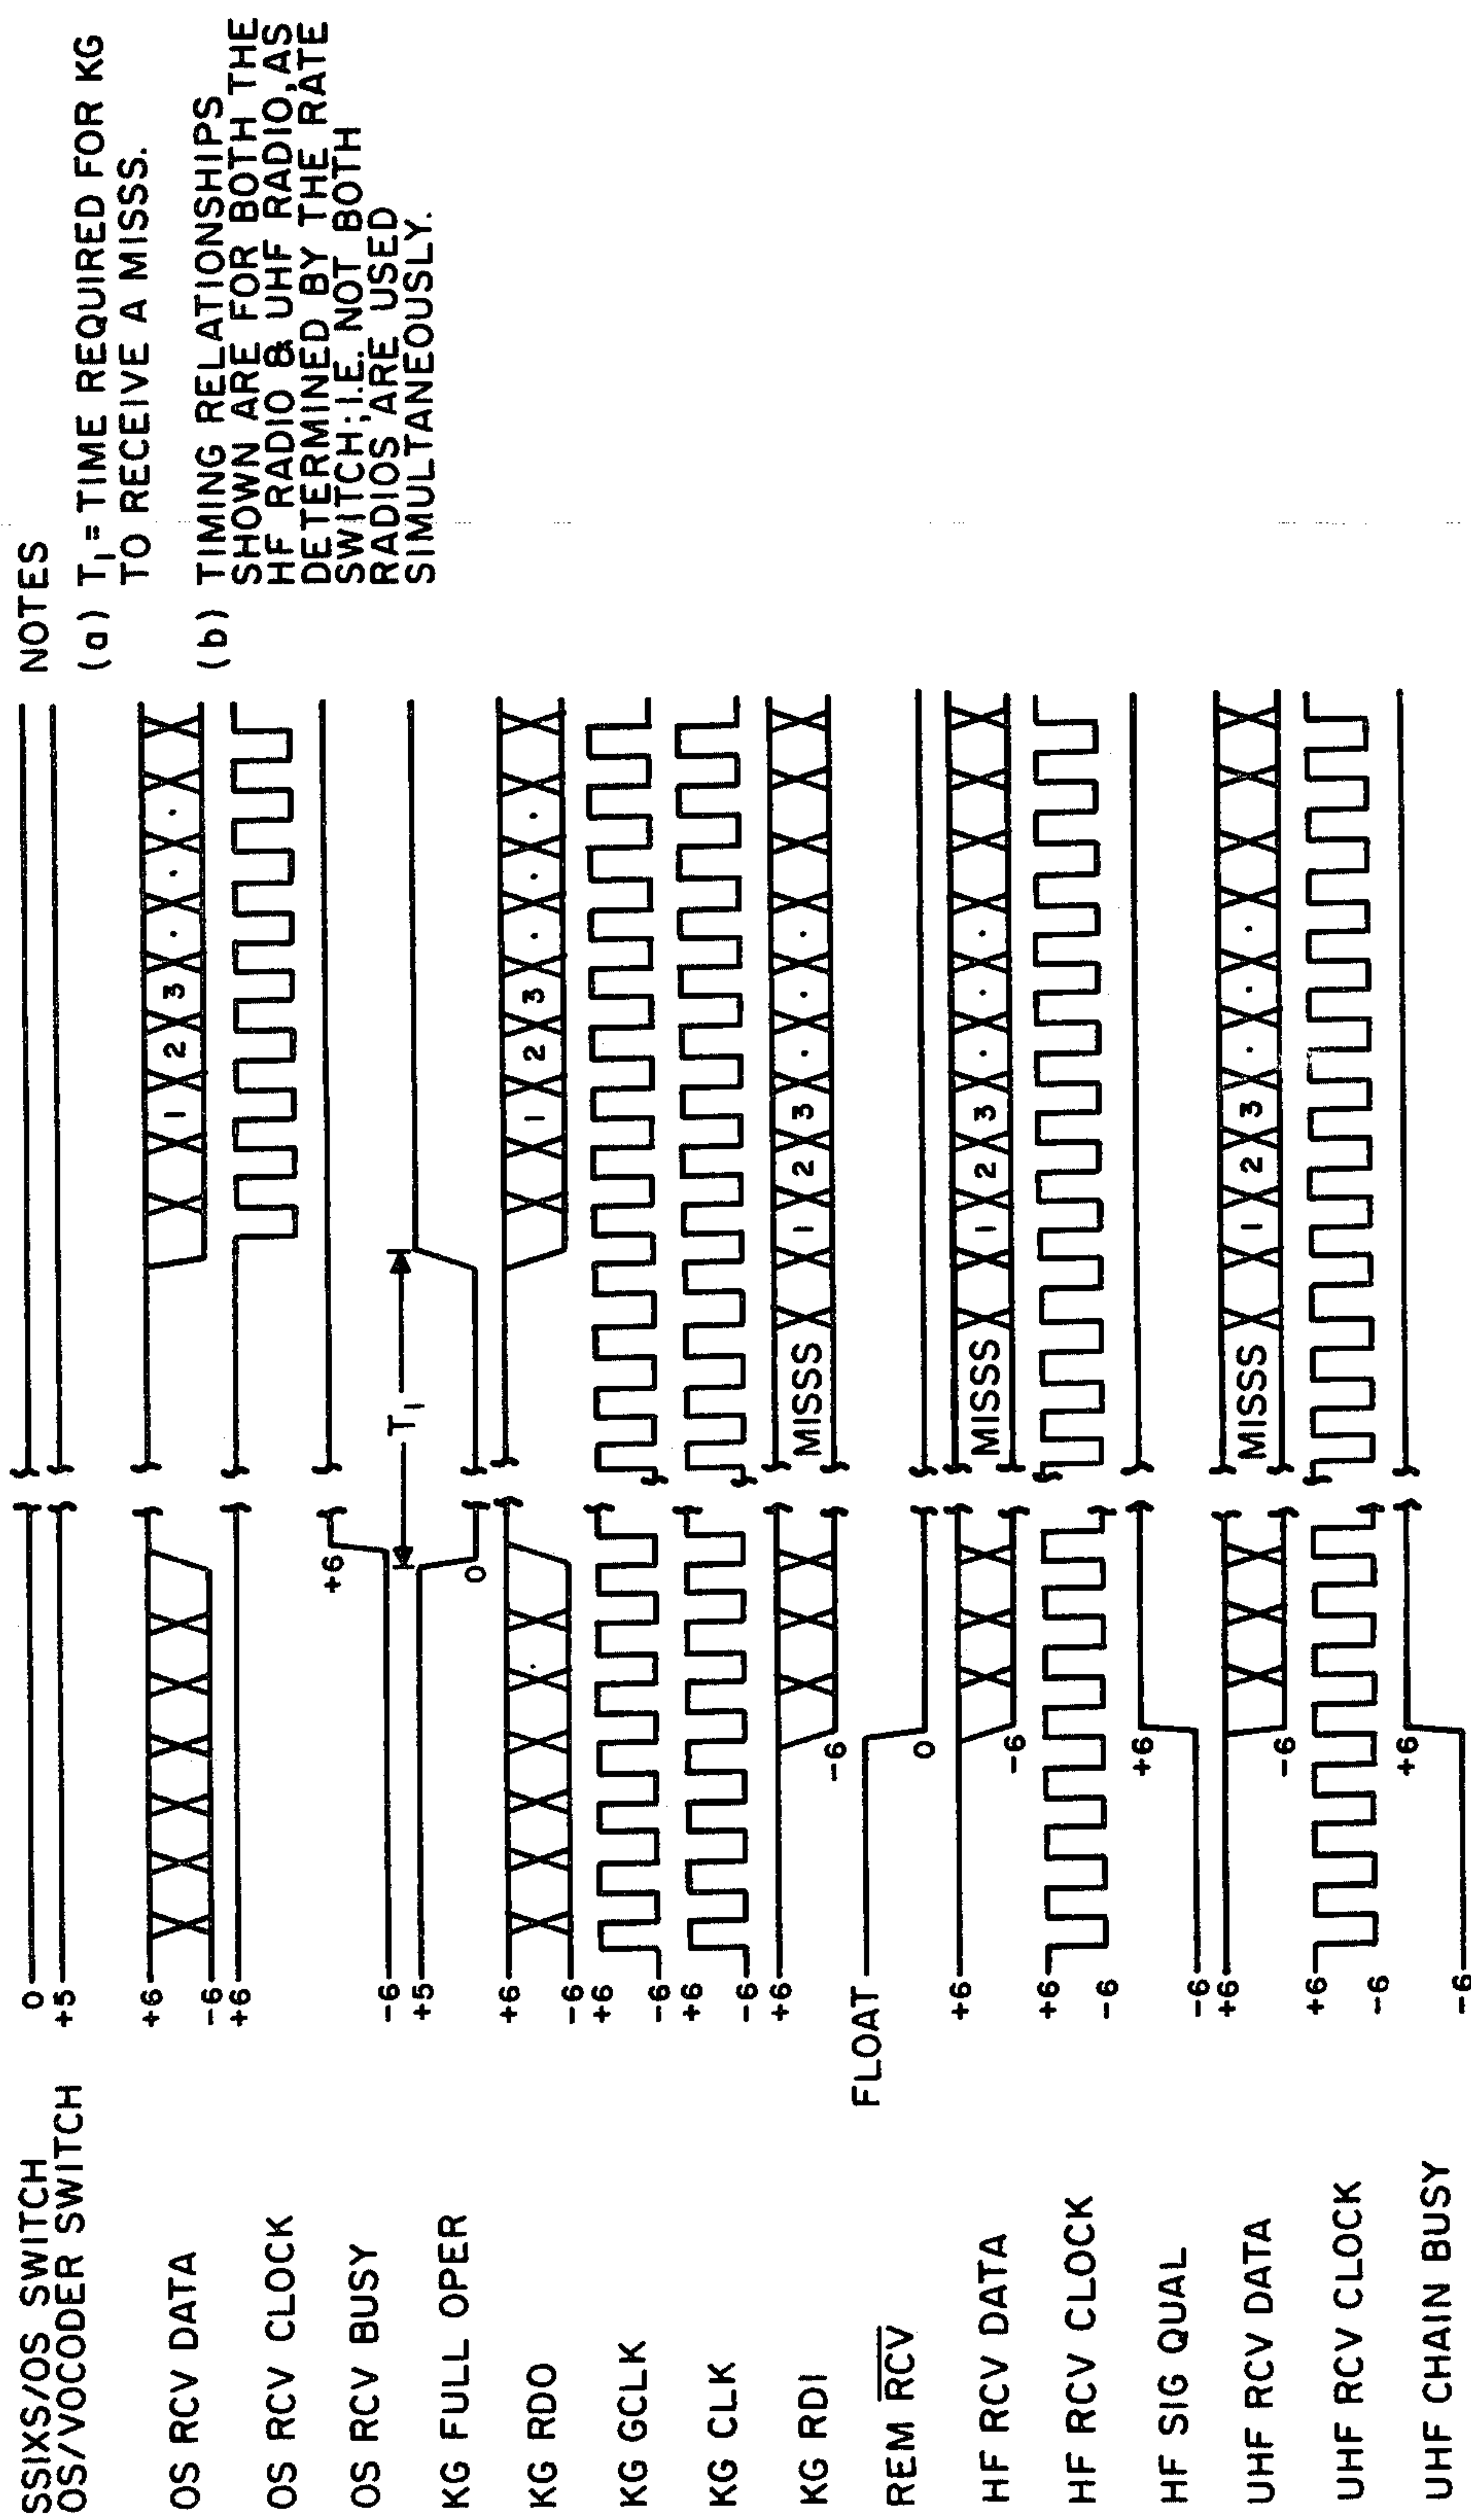 SSIXS/OS SWITCH 0
OS/VOCODER SWITCH +5
OS RCV DATA +6 -6
1 2 3 . . .
OS RCV CLOCK +6
OS RCV BUSY -6 +6
KG FULL OPER +5 0
T1
KG RDO +6 -6
1 2 3 . . .
KG GCLK +6 -6
KG CLK +6 -6
KG RDI +6 -6
MISSS 1 2 3 . . .
REM RCV FLOAT 0
HF RCV DATA +6 -6
MISSS 1 2 3 . . .
HF RCV CLOCK +6 -6
HF SIG QUAL -6 +6
UHF RCV DATA +6 -6
MISSS 1 2 3 . . .
UHF RCV CLOCK +6 -6
UHF CHAIN BUSY -6 +6
NOTES
(a) T1 = TIME REQUIRED FOR KG
TO RECEIVE A MISSS.
(b) TIMING RELATIONSHIPS
SHOWN ARE FOR BOTH THE
HF RADIO & UHF RADIO, AS
DETERMINED BY THE RATE
SWITCH; I.E. NOT BOTH
RADIOS ARE USED
SIMULTANEOUSLY.